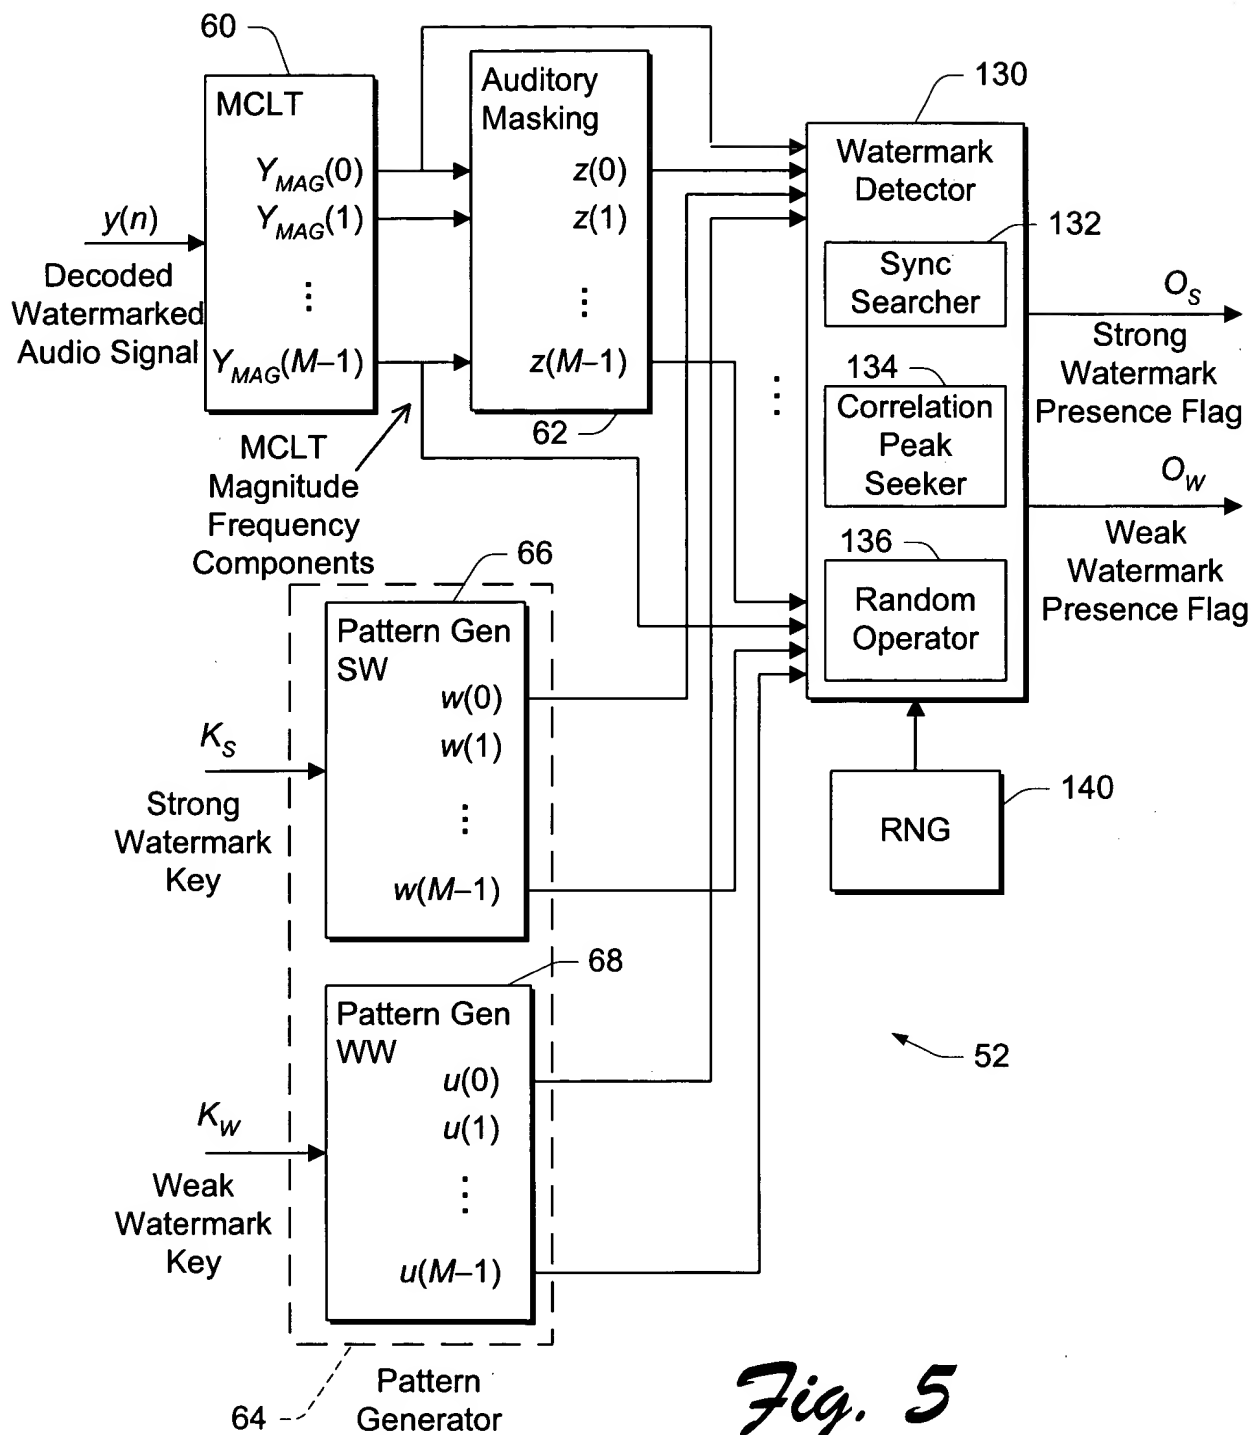 60
MCLT
Y_MAG(0)
Y_MAG(1)
⋮
Y_MAG(M–1)
y(n)
Decoded
Watermarked
Audio Signal
Auditory
Masking
z(0)
z(1)
⋮
z(M–1)
62
MCLT
Magnitude
Frequency
Components
130
Watermark
Detector
132
Sync
Searcher
134
Correlation
Peak
Seeker
136
Random
Operator
⋮
O_S
Strong
Watermark
Presence Flag
O_W
Weak
Watermark
Presence Flag
66
Pattern Gen
SW
w(0)
w(1)
⋮
w(M–1)
K_S
Strong
Watermark
Key
140
RNG
68
Pattern Gen
WW
u(0)
u(1)
⋮
u(M–1)
K_W
Weak
Watermark
Key
52
64
Pattern
Generator
Fig. 5